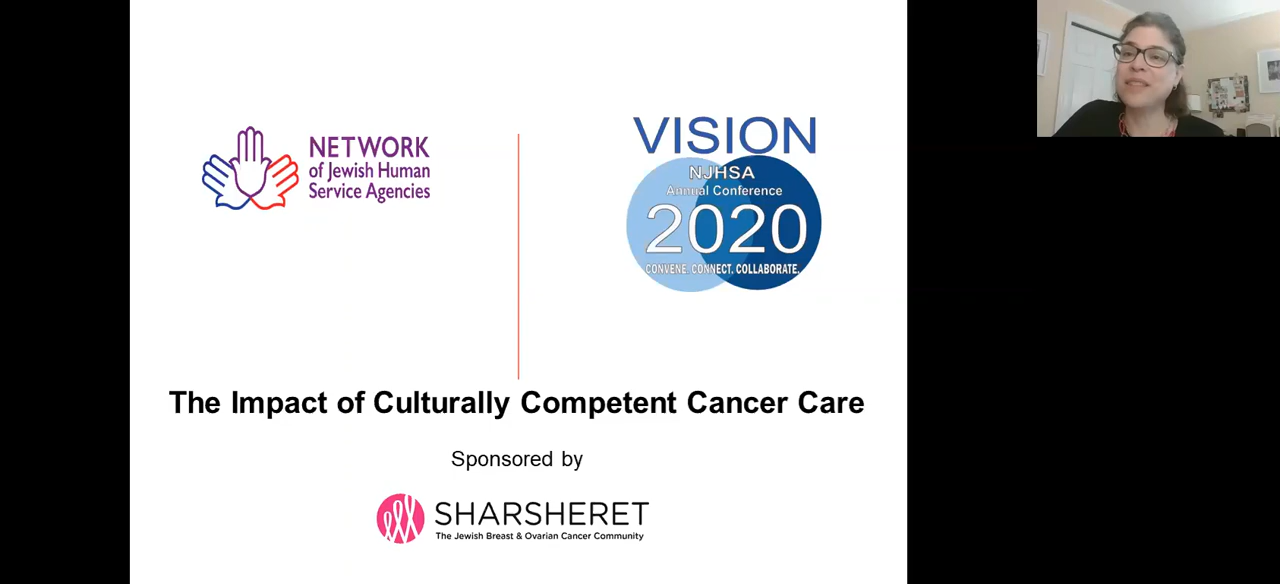 NETWORK
of Jewish Human
Service Agencies
VISION
NJHSA
Annual Conference
2020
CONVENE. CONNECT. COLLABORATE.
The Impact of Culturally Competent Cancer Care
Sponsored by
SHARSHERET
The Jewish Breast & Ovarian Cancer Community